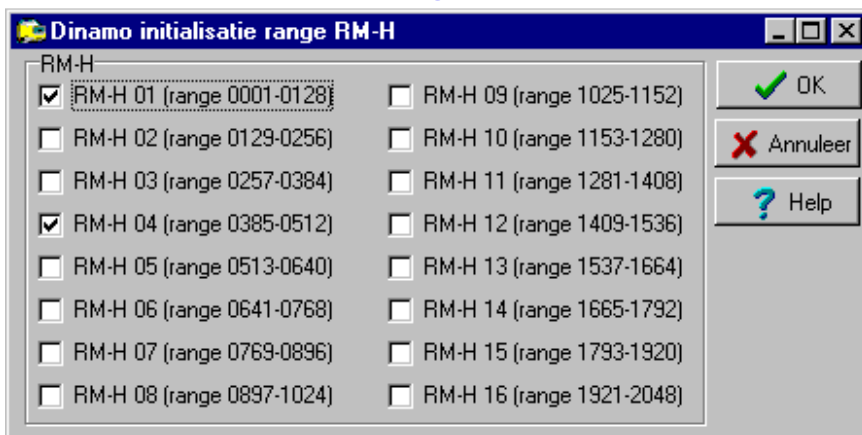 Dinamo initialisatie range RM-H
RM-H
RM-H 01 (range 0001-0128)
RM-H 02 (range 0129-0256)
RM-H 03 (range 0257-0384)
RM-H 04 (range 0385-0512)
RM-H 05 (range 0513-0640)
RM-H 06 (range 0641-0768)
RM-H 07 (range 0769-0896)
RM-H 08 (range 0897-1024)
RM-H 09 (range 1025-1152)
RM-H 10 (range 1153-1280)
RM-H 11 (range 1281-1408)
RM-H 12 (range 1409-1536)
RM-H 13 (range 1537-1664)
RM-H 14 (range 1665-1792)
RM-H 15 (range 1793-1920)
RM-H 16 (range 1921-2048)
OK
Annuleer
Help